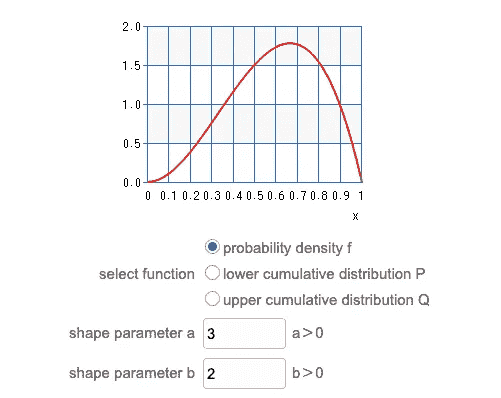 2.0
1.5
1.0
0.5
0.0
0 0.1 0.2 0.3 0.4 0.5 0.6 0.7 0.8 0.9 1
x
probability density f
select function lower cumulative distribution P
upper cumulative distribution Q
shape parameter a 3 a>0
shape parameter b 2 b>0